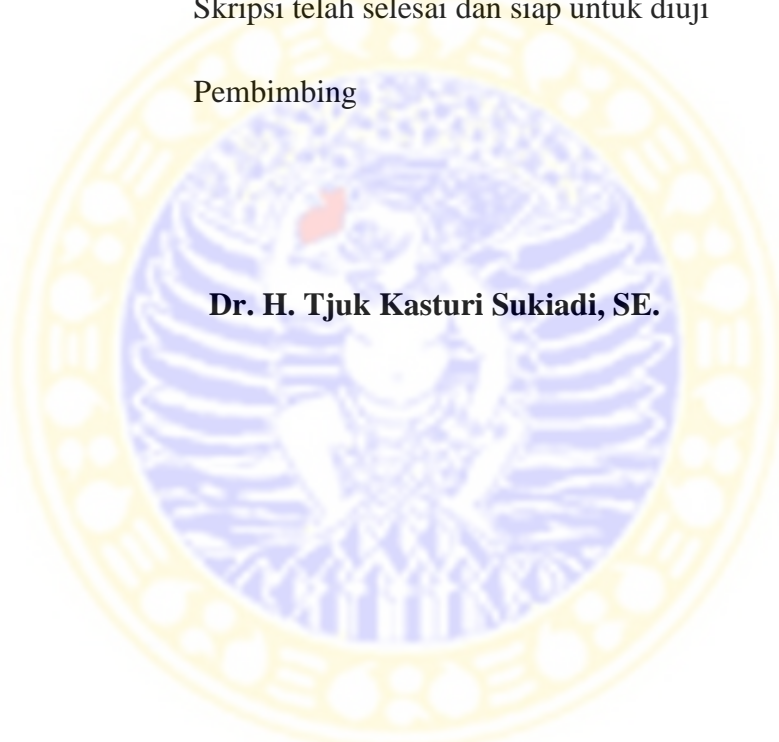 Skripsi telah selesai dan siap untuk diuji
Pembimbing
Dr. H. Tjuk Kasturi Sukiadi, SE.